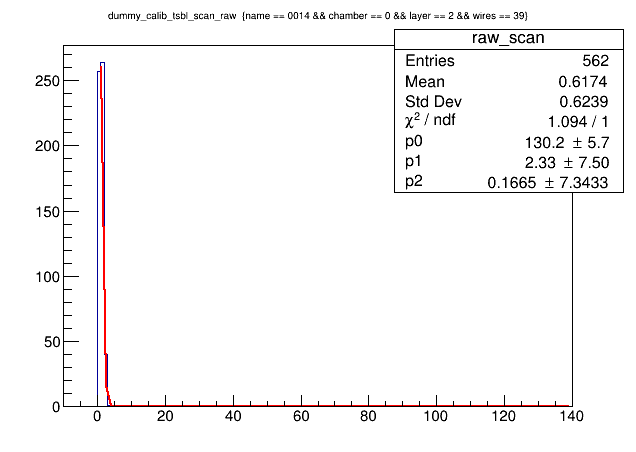 dummy_calib_tsbl_scan_raw {name == 0014 && chamber == 0 && layer == 2 && wires == 39}
raw_scan
Entries 562
Mean 0.6174
Std Dev 0.6239
χ² / ndf 1.094 / 1
p0 130.2 ± 5.7
p1 2.33 ± 7.50
p2 0.1665 ± 7.3433
250
200
150
100
50
0
0 20 40 60 80 100 120 140